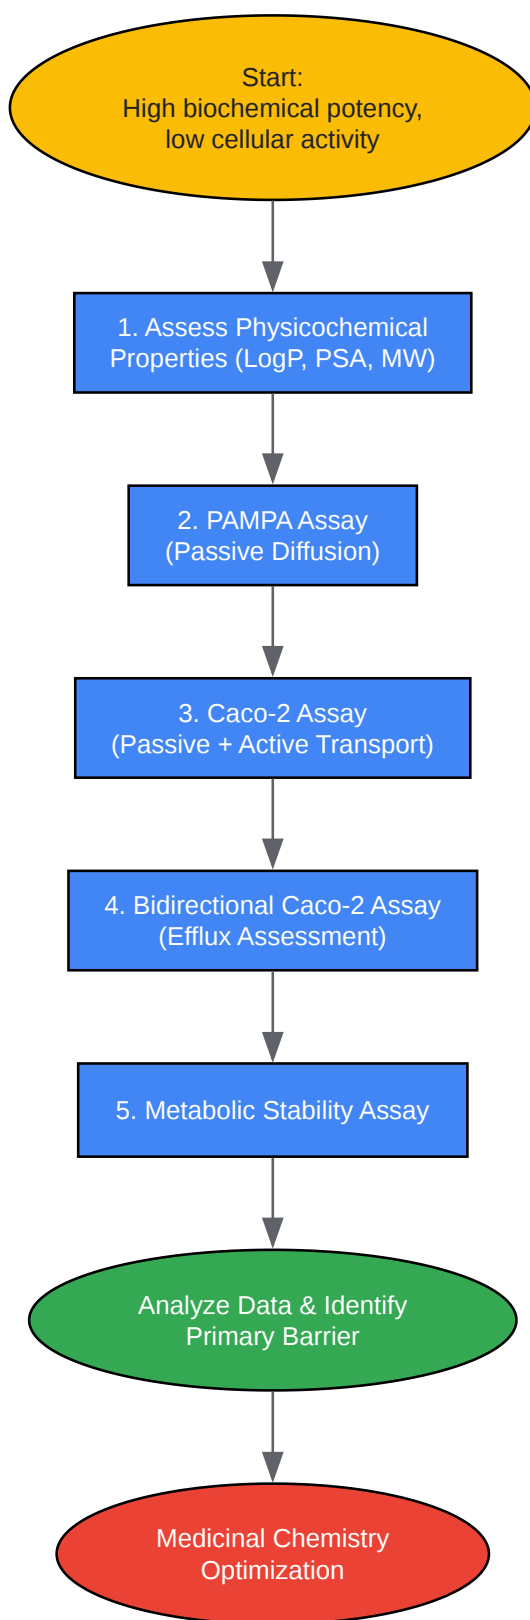 Start:
High biochemical potency,
low cellular activity
1. Assess Physicochemical
Properties (LogP, PSA, MW)
2. PAMPA Assay
(Passive Diffusion)
3. Caco-2 Assay
(Passive + Active Transport)
4. Bidirectional Caco-2 Assay
(Efflux Assessment)
5. Metabolic Stability Assay
Analyze Data & Identify
Primary Barrier
Medicinal Chemistry
Optimization